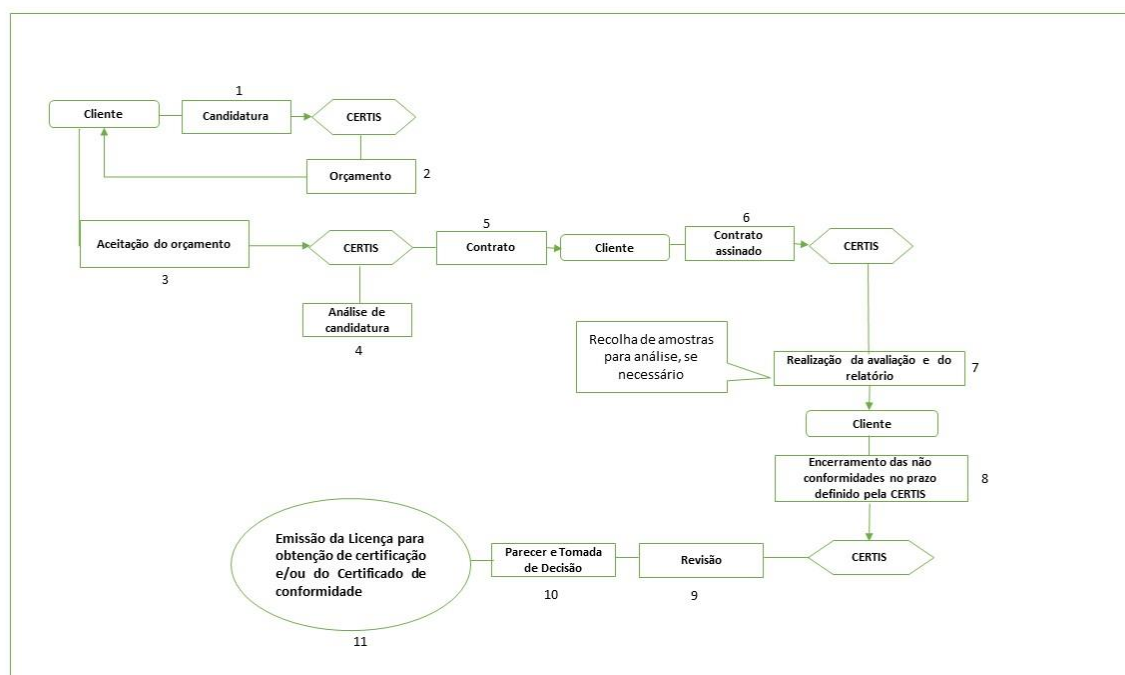 1
Cliente
Candidatura
CERTIS
Orçamento
2
Aceitação do orçamento
3
CERTIS
Análise de
candidatura
4
5
Contrato
Cliente
6
Contrato
assinado
CERTIS
Recolha de amostras
para análise, se
necessário
Realização da avaliação e do
relatório
7
Cliente
Encerramento das não
conformidades no prazo
definido pela CERTIS
8
CERTIS
Revisão
9
Parecer e Tomada
de Decisão
10
Emissão da Licença para
obtenção de certificação
e/ou do Certificado de
conformidade
11